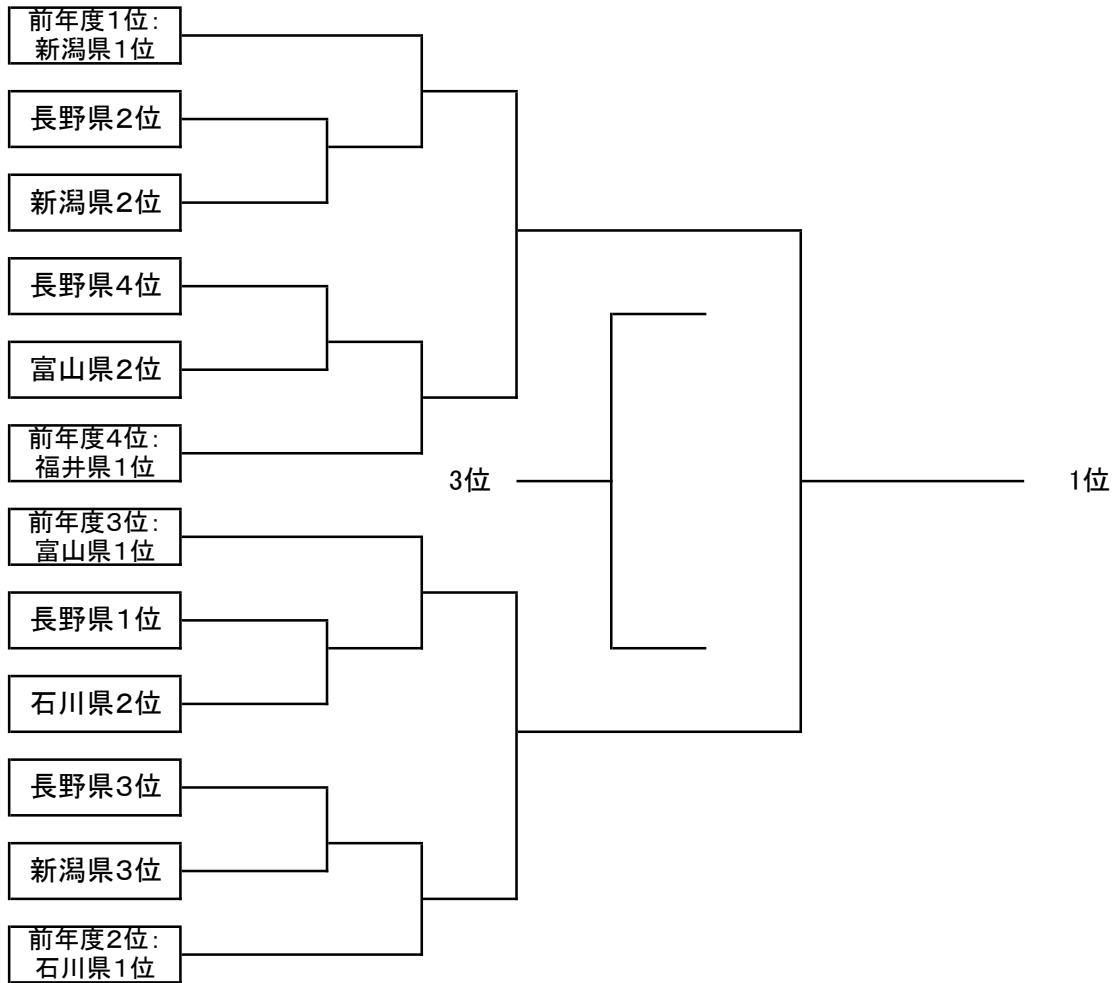 前年度1位：
新潟県1位
長野県2位
新潟県2位
長野県4位
富山県2位
前年度4位：
福井県1位
3位
1位
前年度3位：
富山県1位
長野県1位
石川県2位
長野県3位
新潟県3位
前年度2位：
石川県1位